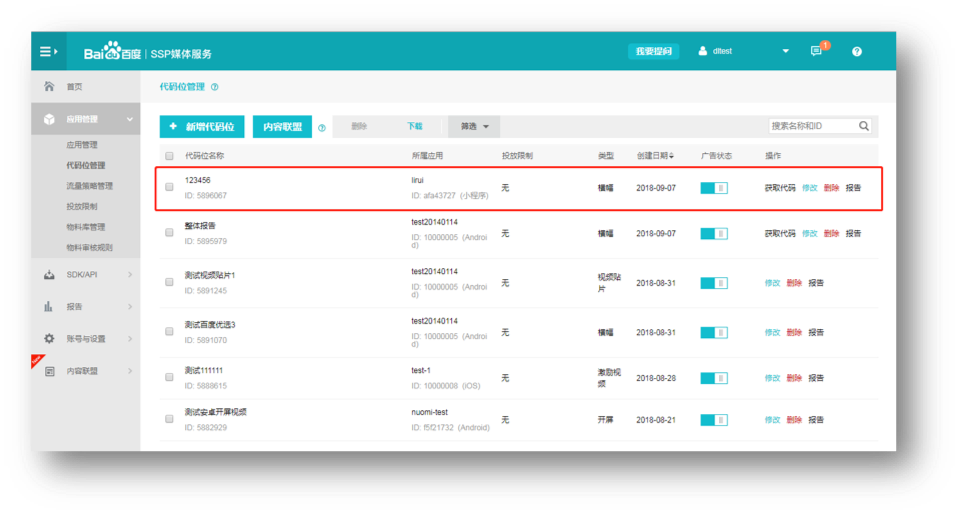 Bai du 百度 | SSP媒体服务
我要提问
dltest
1
首页
代码位管理
应用管理
应用管理
代码位管理
流量策略管理
投放限制
物料库管理
物料审核规则
SDK/API
报告
账号与设置
内容联盟
+ 新增代码位
内容联盟
删除
下载
筛选
搜索名称和ID
代码位名称 所属应用 投放限制 类型 创建日期 广告状态 操作
123456 lirui 无 横幅 2018-09-07 获取代码 修改 删除 报告
ID: 5896067 ID: afa43727 (小程序)
整体报告 test20140114 无 横幅 2018-09-07 获取代码 修改 删除 报告
ID: 5895979 ID: 10000005 (Androi
d)
测试视频贴片1 test20140114 无 视频贴 2018-08-31 修改 删除 报告
片
ID: 5891245 ID: 10000005 (Androi
d)
测试百度优选3 test20140114 无 横幅 2018-08-31 修改 删除 报告
ID: 5891070 ID: 10000005 (Androi
d)
测试111111 test-1 无 激励视 2018-08-28 修改 删除 报告
频
ID: 5888615 ID: 10000008 (iOS)
测试安卓开屏视频 nuomi-test 无 开屏 2018-08-21 修改 删除 报告
ID: 5882929 ID: f5f21732 (Android)